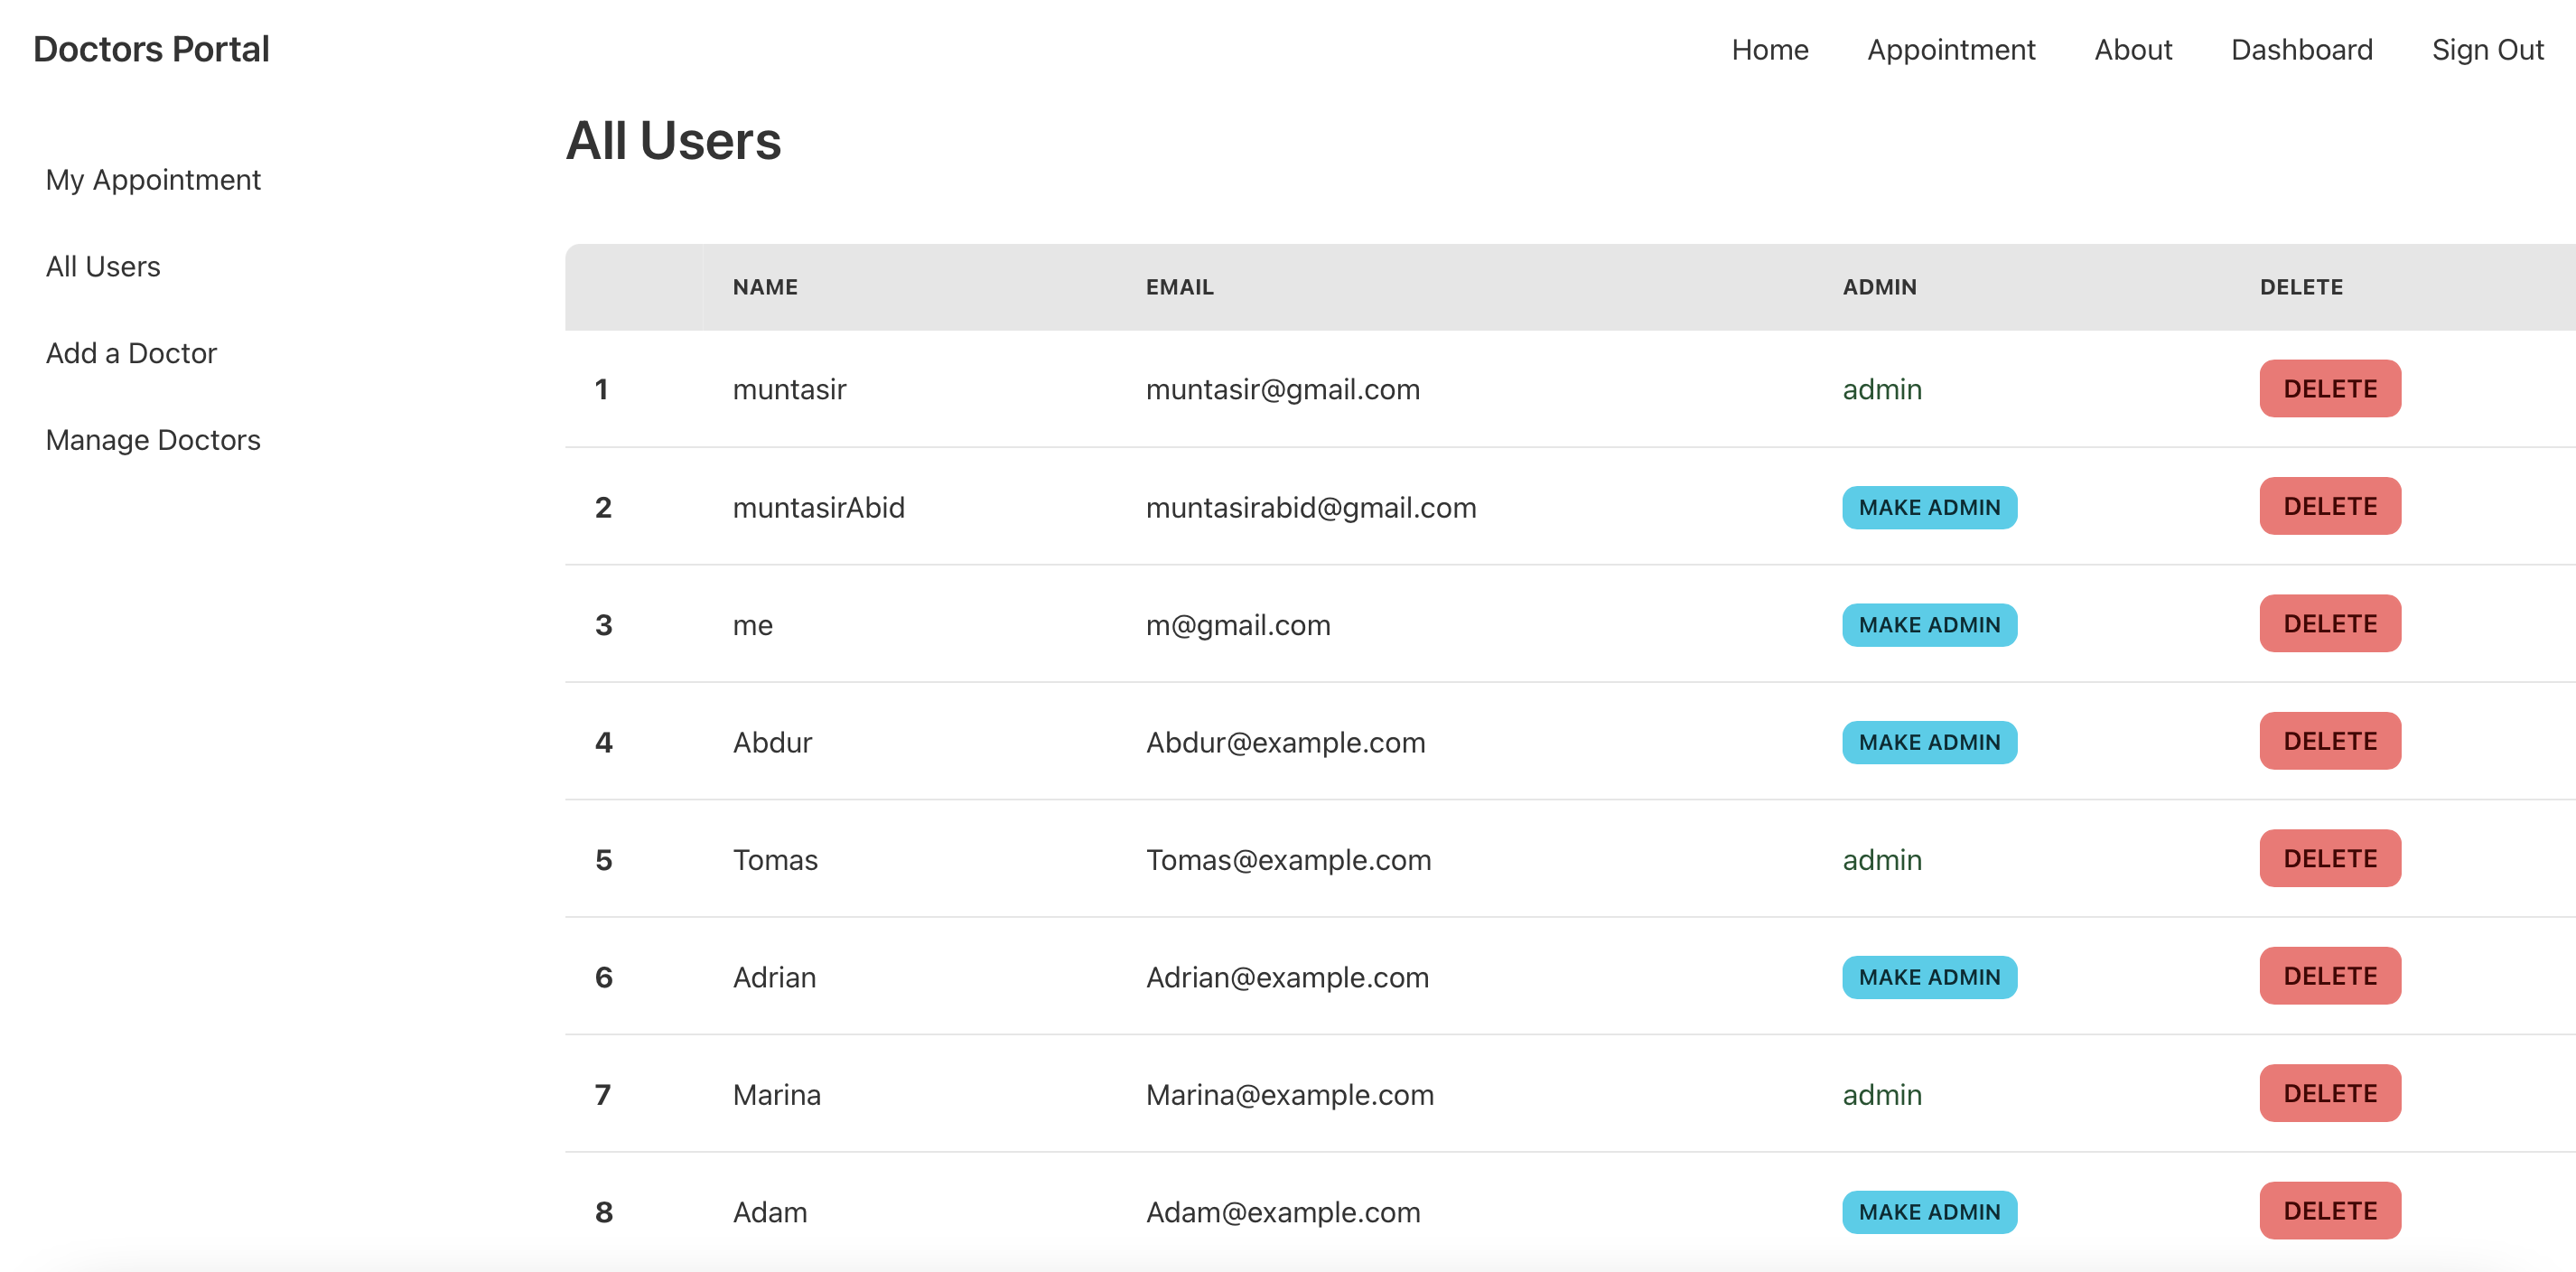 Doctors Portal Home Appointment About Dashboard Sign Out
My Appointment
All Users
Add a Doctor
Manage Doctors
All Users
NAME EMAIL ADMIN DELETE
1 muntasir muntasir@gmail.com admin DELETE
2 muntasirAbid muntasirabid@gmail.com MAKE ADMIN DELETE
3 me m@gmail.com MAKE ADMIN DELETE
4 Abdur Abdur@example.com MAKE ADMIN DELETE
5 Tomas Tomas@example.com admin DELETE
6 Adrian Adrian@example.com MAKE ADMIN DELETE
7 Marina Marina@example.com admin DELETE
8 Adam Adam@example.com MAKE ADMIN DELETE